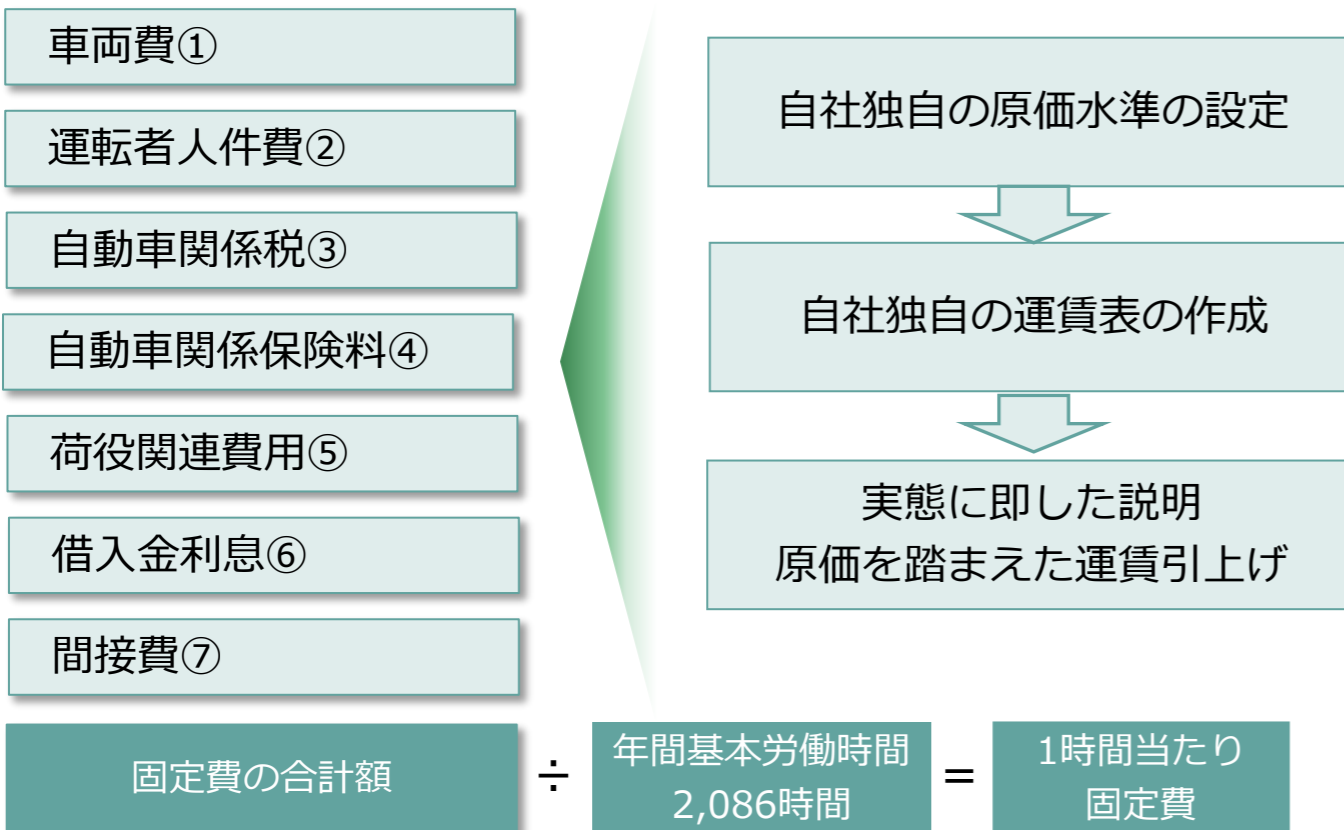 車両費①
運転者人件費②
自動車関係税③
自動車関係保険料④
荷役関連費用⑤
借入金利息⑥
間接費⑦
自社独自の原価水準の設定
自社独自の運賃表の作成
実態に即した説明
原価を踏まえた運賃引上げ
固定費の合計額
÷
年間基本労働時間
2,086時間
=
1時間当たり
固定費